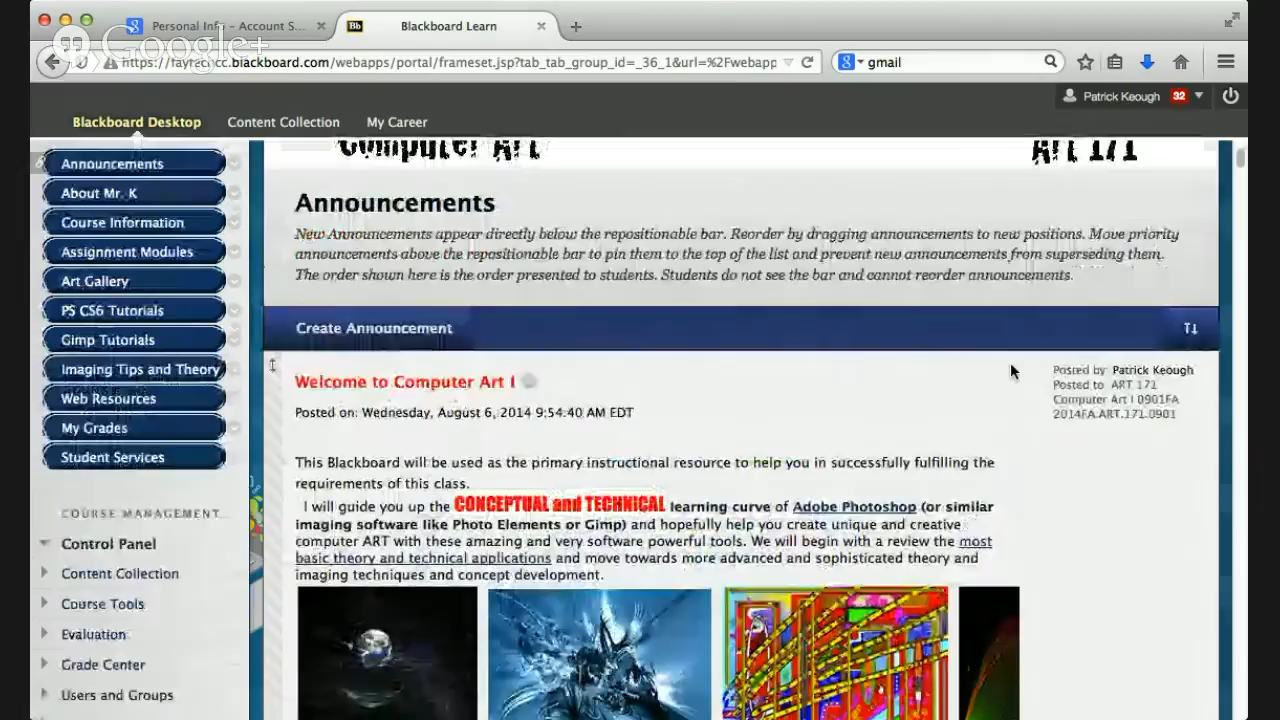 Personal Info - Account S...
Blackboard Learn
Google+
https://fayrechcc.blackboard.com/webapps/portal/frameset.jsp?tab_tab_group_id=_36_1&url=%2Fwebapp
gmail
Patrick Keough 32
Blackboard Desktop
Content Collection
My Career
Computer Art
Art 171
Announcements
About Mr. K
Course Information
Assignment Modules
Art Gallery
PS CS6 Tutorials
Gimp Tutorials
Imaging Tips and Theory
Web Resources
My Grades
Student Services
COURSE MANAGEMENT
Control Panel
Content Collection
Course Tools
Evaluation
Grade Center
Users and Groups
Announcements
New Announcements appear directly below the repositionable bar. Reorder by dragging announcements to new positions. Move priority
announcements above the repositionable bar to pin them to the top of the list and prevent new announcements from superseding them.
The order shown here is the order presented to students. Students do not see the bar and cannot reorder announcements.
Create Announcement
Welcome to Computer Art I
Posted on: Wednesday, August 6, 2014 9:54:40 AM EDT
Posted by: Patrick Keough
Posted to: ART 171
Computer Art I 0901FA
2014FA.ART.171.0901
This Blackboard will be used as the primary instructional resource to help you in successfully fulfilling the
requirements of this class.
I will guide you up the CONCEPTUAL and TECHNICAL learning curve of Adobe Photoshop (or similar
imaging software like Photo Elements or Gimp) and hopefully help you create unique and creative
computer ART with these amazing and very software powerful tools. We will begin with a review the most
basic theory and technical applications and move towards more advanced and sophisticated theory and
imaging techniques and concept development.